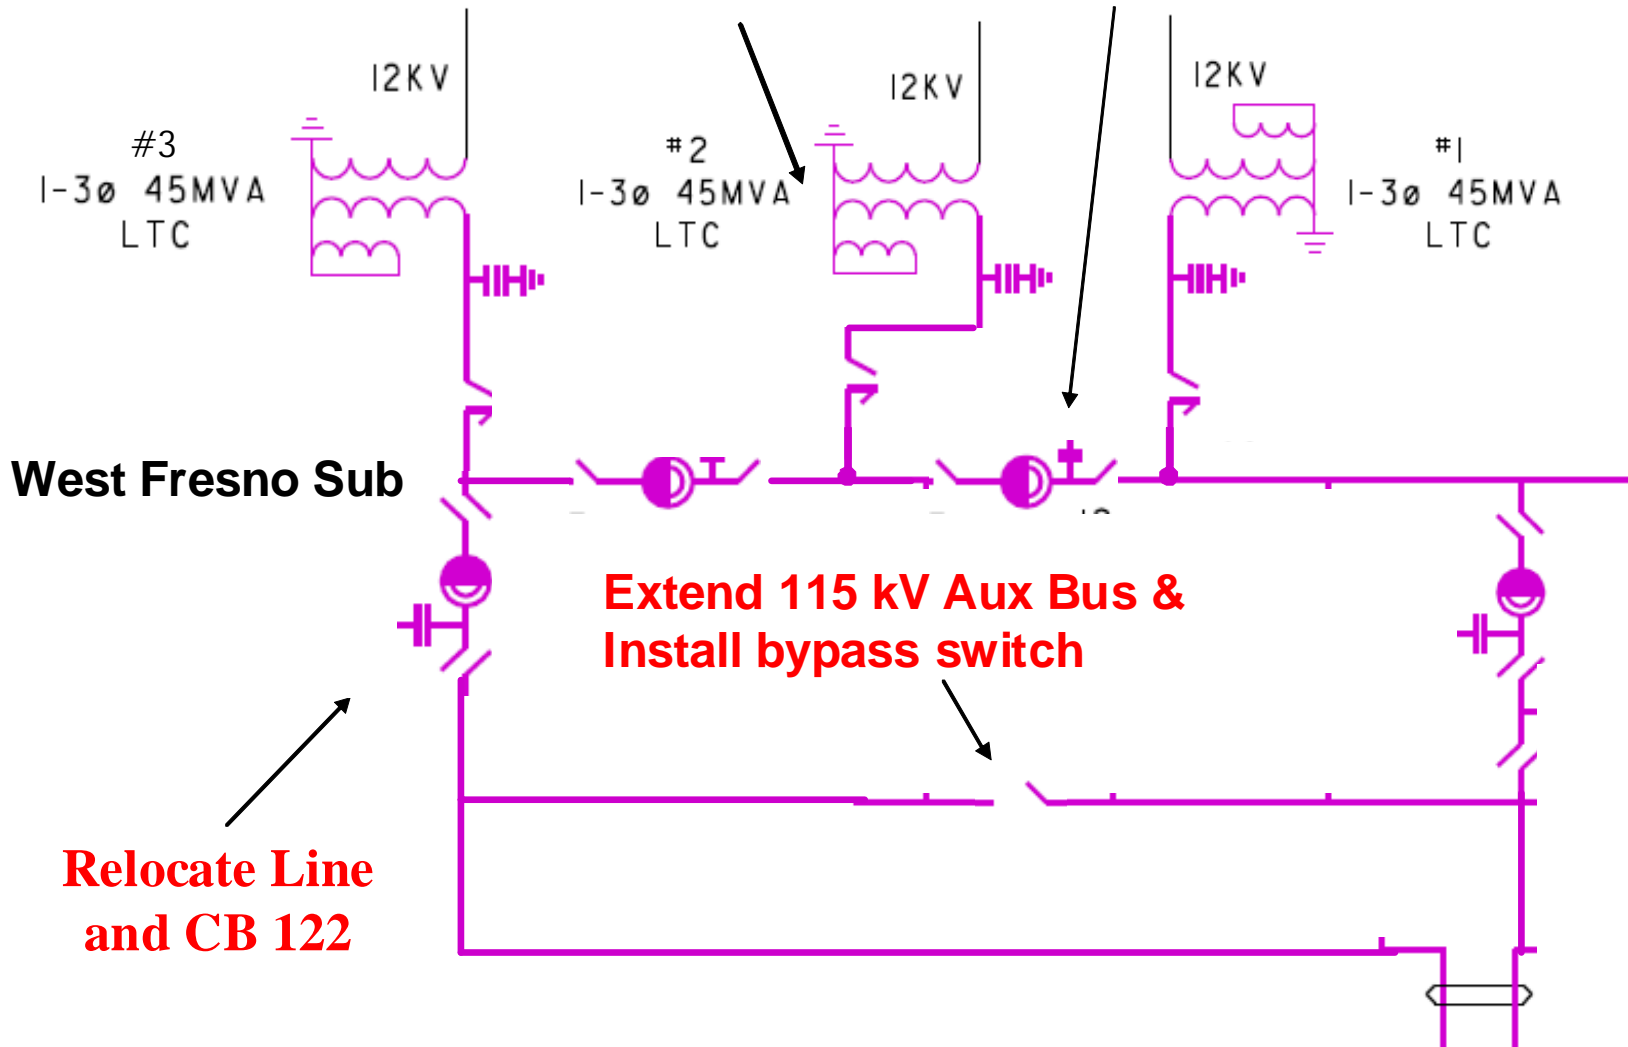 12KV
#3
1-3ø 45MVA
LTC
12KV
#2
1-3ø 45MVA
LTC
12KV
#1
1-3ø 45MVA
LTC
West Fresno Sub
Extend 115 kV Aux Bus &
Install bypass switch
Relocate Line
and CB 122